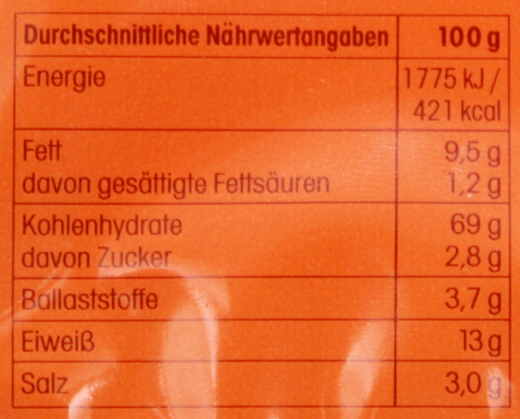 Durchschnittliche Nährwertangaben 100 g
Energie 1775 kJ /
421 kcal
Fett 9,5 g
davon gesättigte Fettsäuren 1,2 g
Kohlenhydrate 69 g
davon Zucker 2,8 g
Ballaststoffe 3,7 g
Eiweiß 13 g
Salz 3,0 g